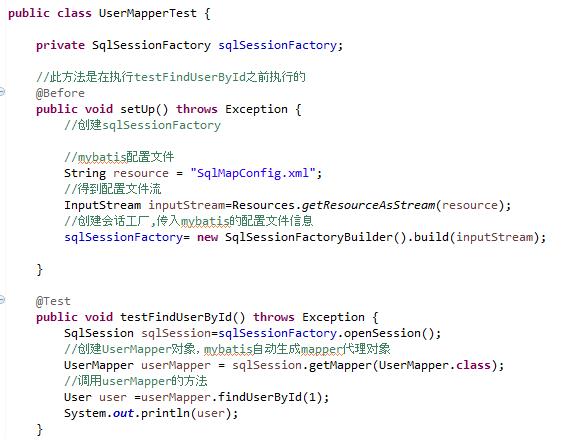 public class UserMapperTest {
private SqlSessionFactory sqlSessionFactory;
//此方法是在执行testFindUserById之前执行的
@Before
public void setUp() throws Exception {
//创建sqlSessionFactory
//mybatis配置文件
String resource = "SqlMapConfig.xml";
//得到配置文件流
InputStream inputStream=Resources.getResourceAsStream(resource);
//创建会话工厂,传入mybatis的配置文件信息
sqlSessionFactory= new SqlSessionFactoryBuilder().build(inputStream);
}
@Test
public void testFindUserById() throws Exception {
SqlSession sqlSession=sqlSessionFactory.openSession();
//创建UserMapper对象，mybatis自动生成mapper代理对象
UserMapper userMapper = sqlSession.getMapper(UserMapper.class);
//调用userMapper的方法
User user =userMapper.findUserById(1);
System.out.println(user);
}